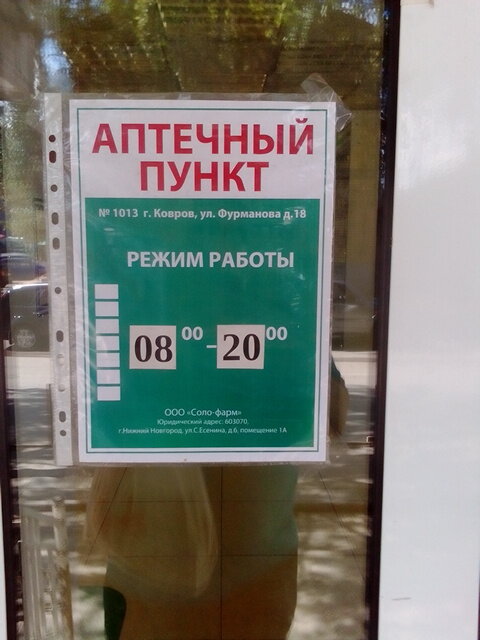 АПТЕЧНЫЙ
ПУНКТ
№ 1013 г. Ковров, ул. Фурманова д.18
РЕЖИМ РАБОТЫ
08 00 – 20 00
ООО «Соло-фарм»
Юридический адрес: 603070,
г.Нижний Новгород, ул.С.Есенина, д.6, помещение 1А